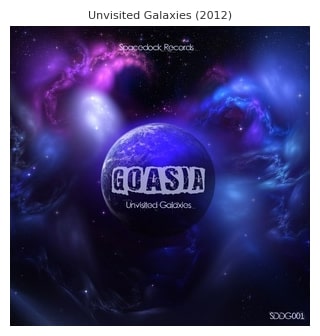 Unvisited Galaxies (2012)
Spacedock Records
GOASIA
Unvisited Galaxies
SDDG001